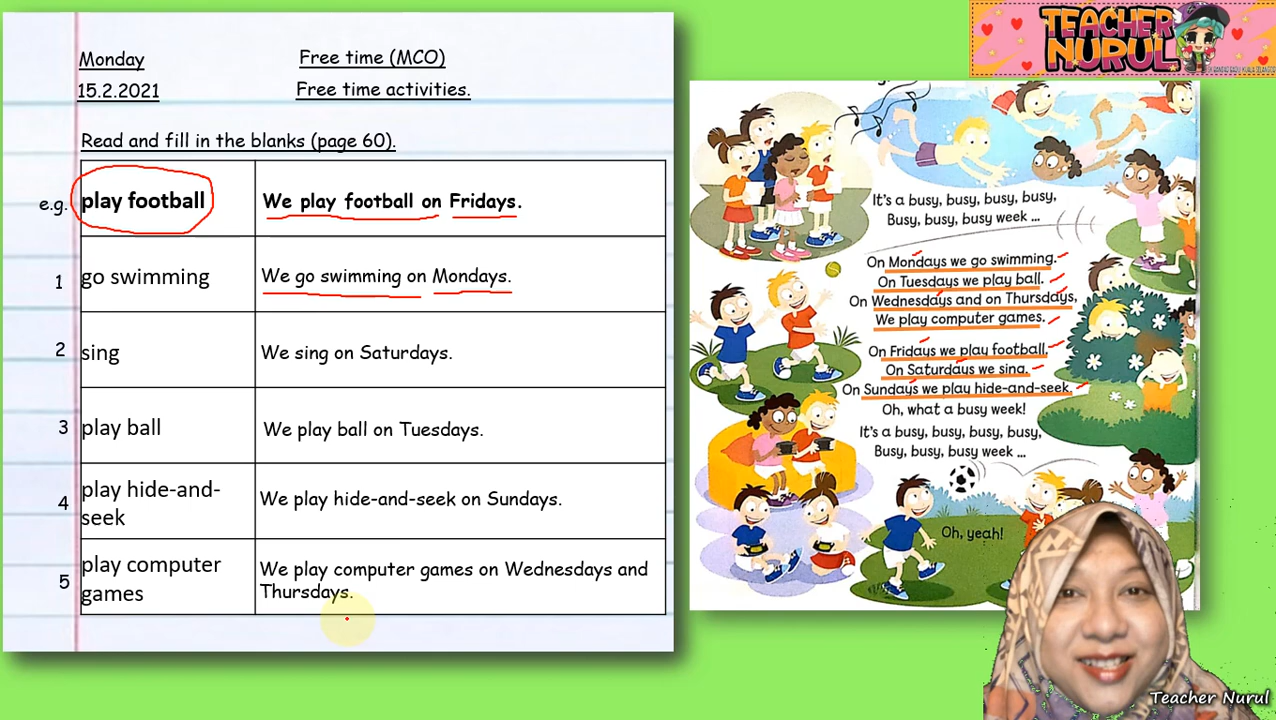 Monday
Free time (MCO)
15.2.2021
Free time activities.
Read and fill in the blanks (page 60).
e.g. play football We play football on Fridays.
1 go swimming We go swimming on Mondays.
2 sing We sing on Saturdays.
3 play ball We play ball on Tuesdays.
4 play hide-and-
seek We play hide-and-seek on Sundays.
5 play computer
games We play computer games on Wednesdays and
Thursdays.
TEACHER
NURUL
It's a busy, busy, busy, busy,
Busy, busy, busy week ...
On Mondays we go swimming.
On Tuesdays we play ball.
On Wednesdays and on Thursdays,
We play computer games.
On Fridays we play football.
On Saturdays we sing.
On Sundays we play hide-and-seek.
Oh, what a busy week!
It's a busy, busy, busy, busy,
Busy, busy, busy week ...
Oh, yeah!
Teacher Nurul